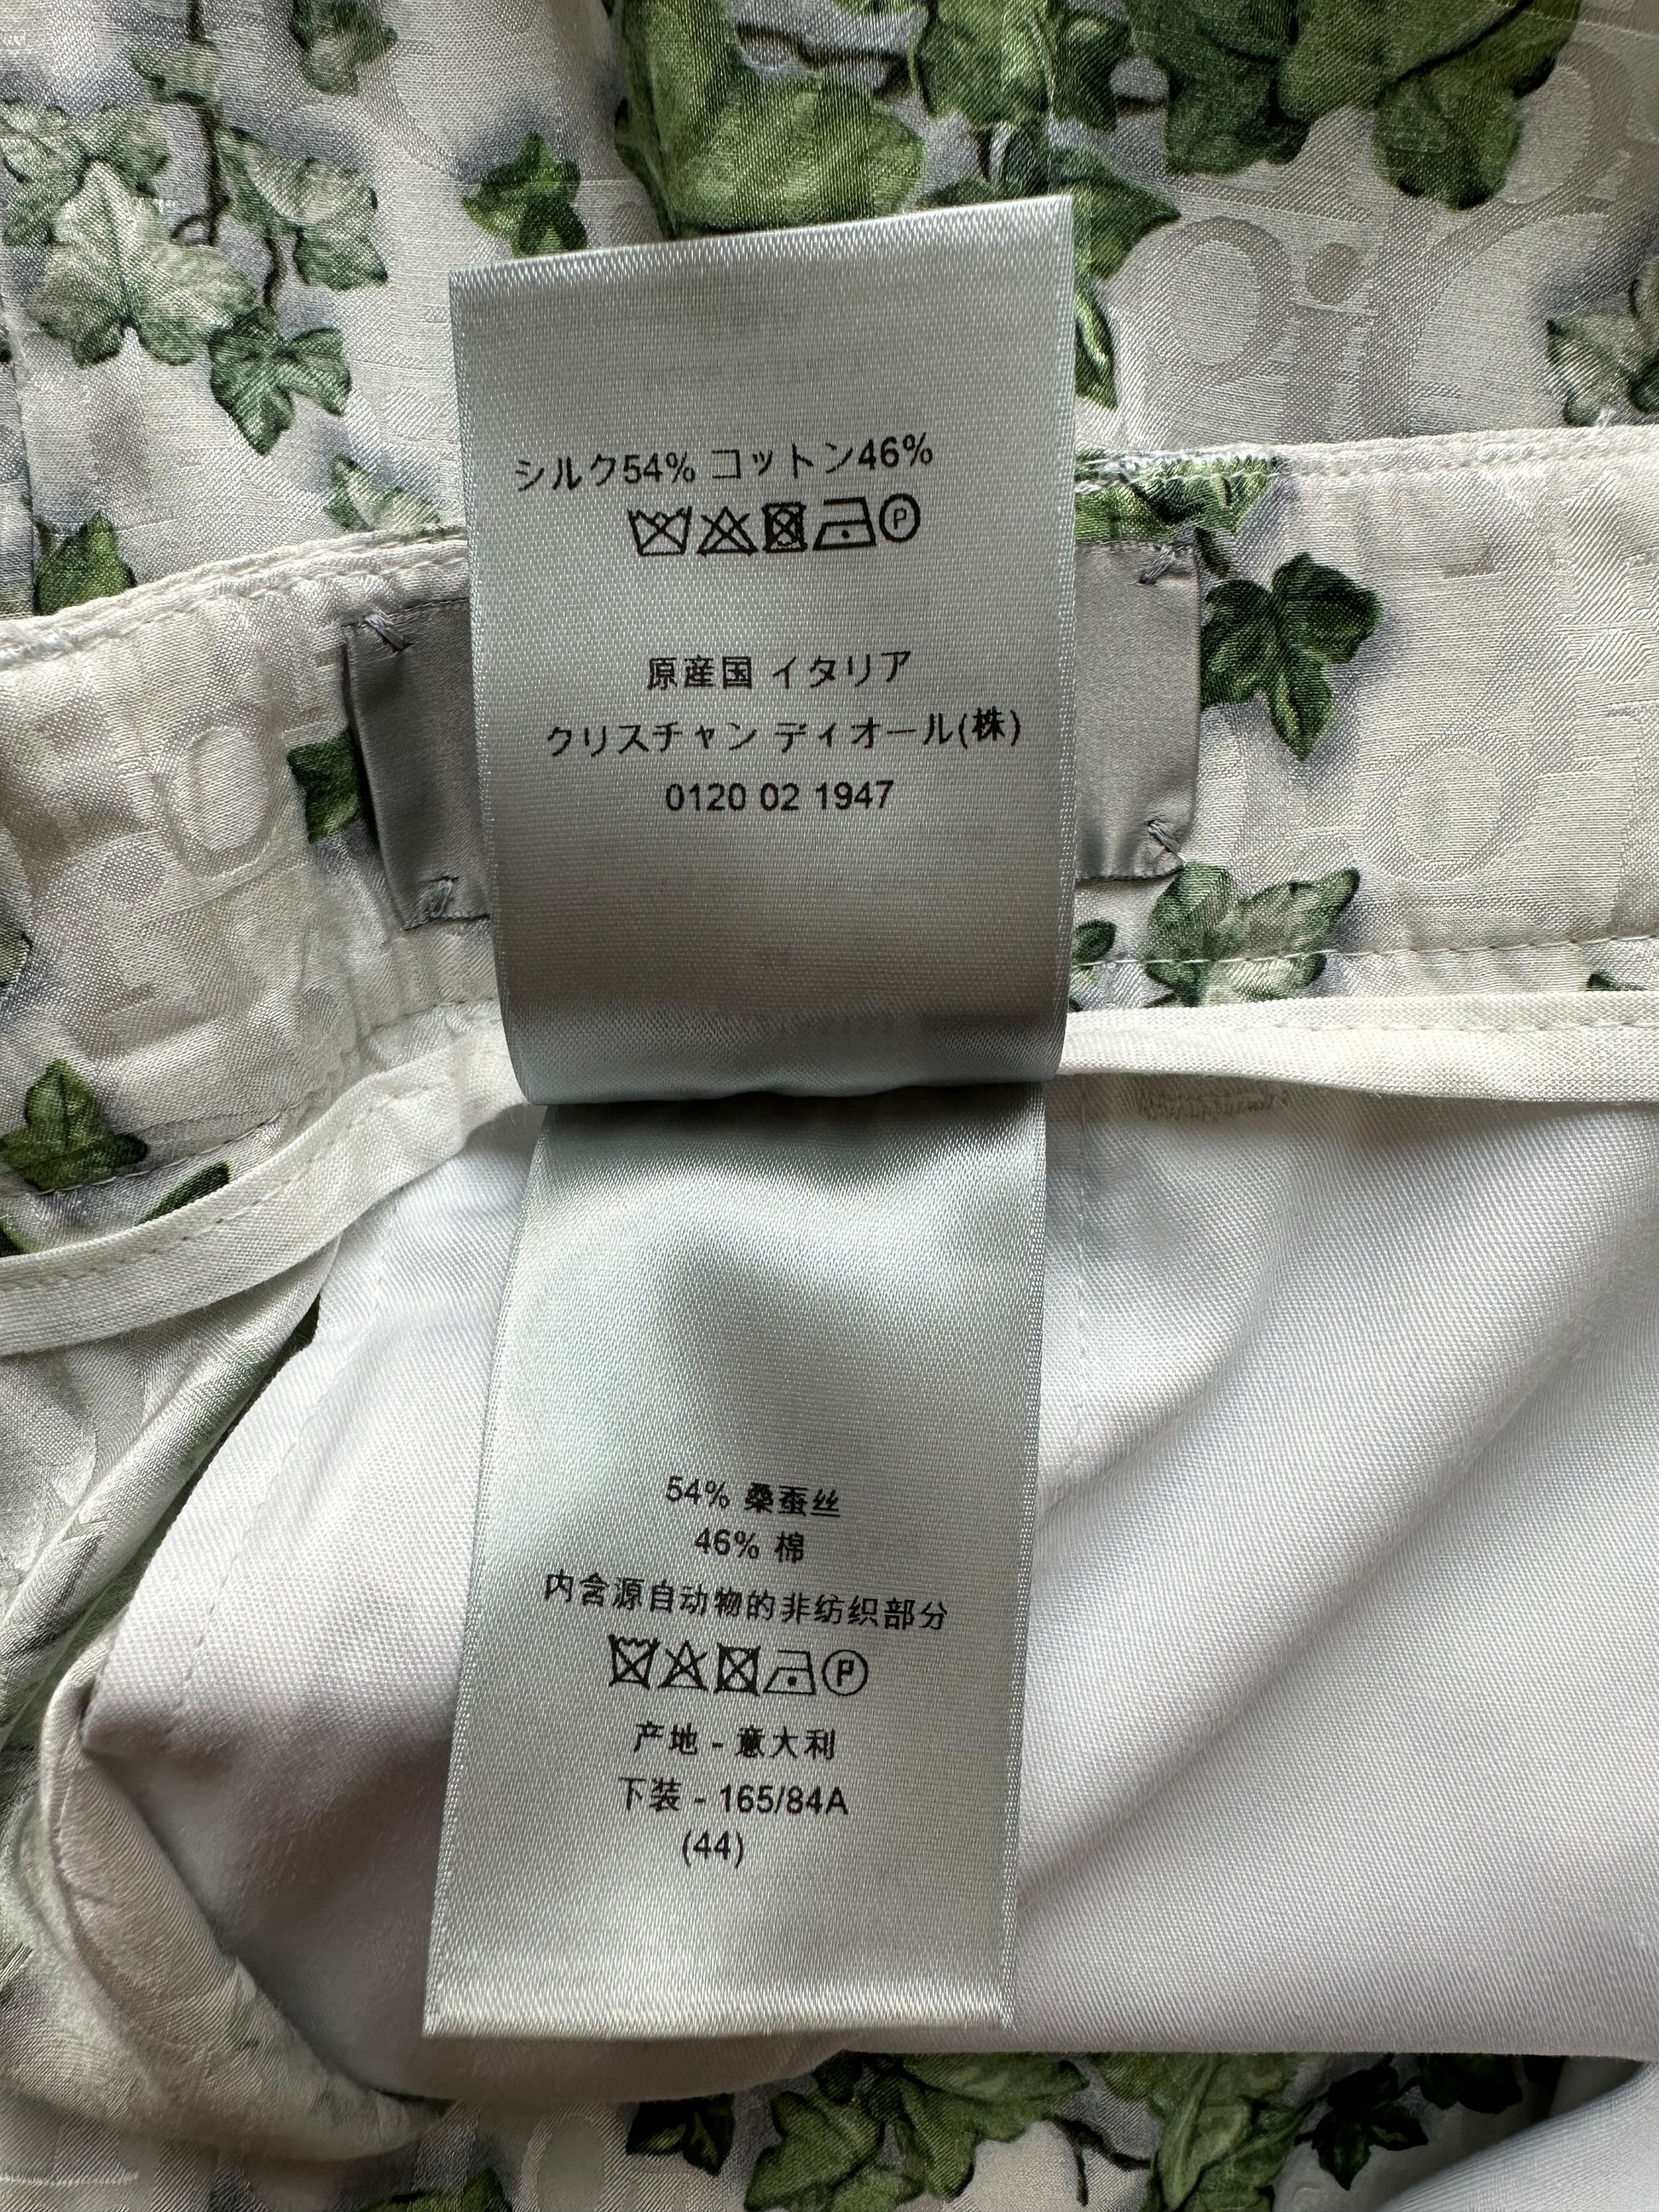 シルク54% コットン46%
P
原産国 イタリア
クリスチャン ディオール(株)
0120 02 1947
54% 桑蚕丝
46% 棉
内含源自动物的非纺织部分
P
产地 - 意大利
下装 - 165/84A
(44)